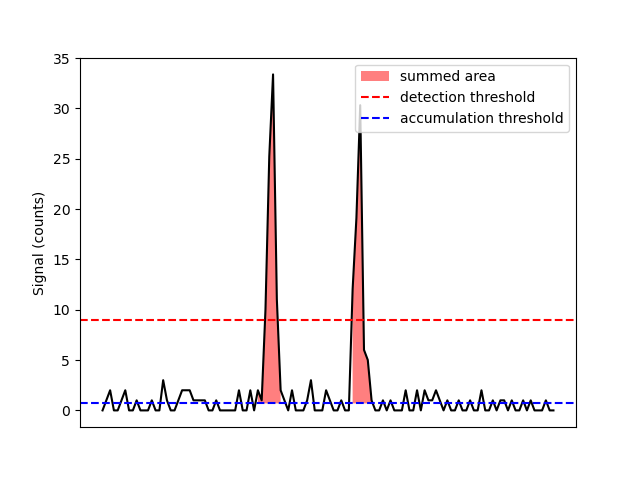 35
30
25
20
15
10
5
0
Signal (counts)
summed area
detection threshold
accumulation threshold